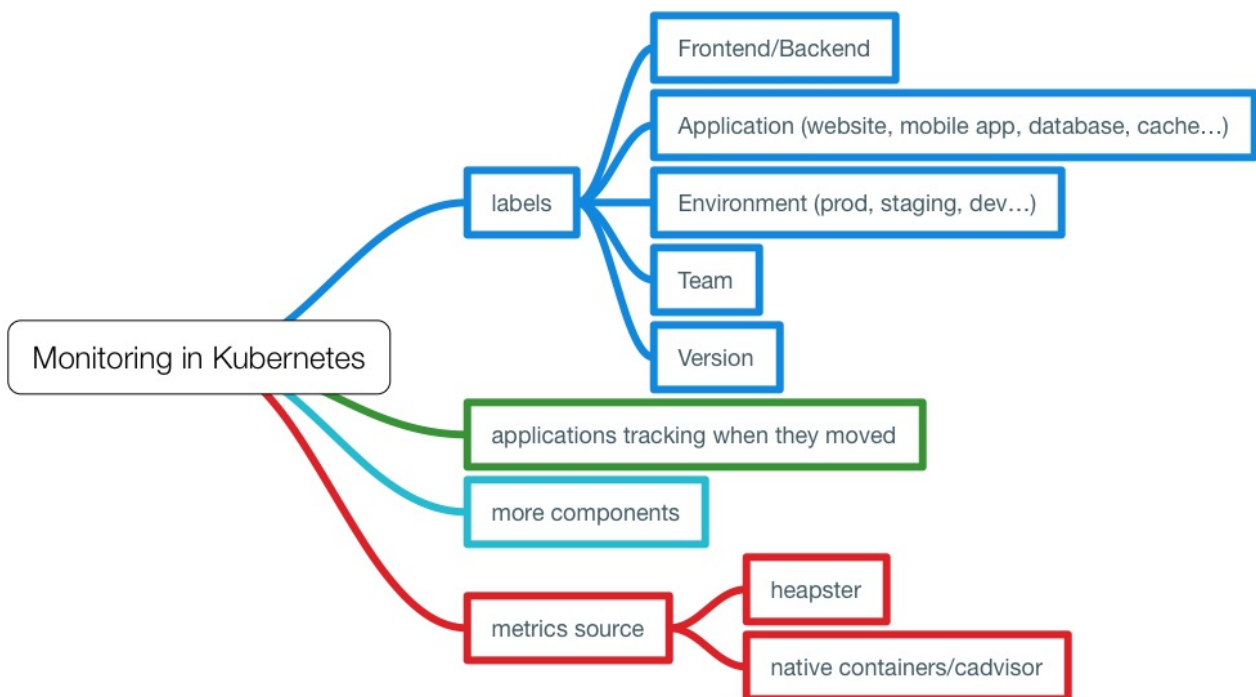 Monitoring in Kubernetes
labels
Frontend/Backend
Application (website, mobile app, database, cache…)
Environment (prod, staging, dev…)
Team
Version
applications tracking when they moved
more components
metrics source
heapster
native containers/cadvisor